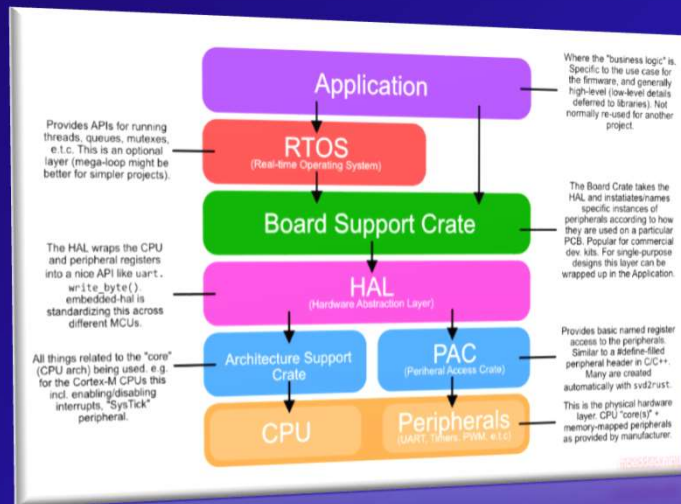 Application
Where the "business logic" is.
Specific to the use case for
the firmware, and generally
high-level (low-level details
deferred to libraries). Not
normally re-used for another
project.
Provides APIs for running
threads, queues, mutexes,
e.t.c. This is an optional
layer (mega-loop might be
better for simpler projects).
RTOS
(Real-time Operating System)
Board Support Crate
The Board Crate takes the
HAL and instatiates/names
specific instances of
peripherals according to how
they are used on a particular
PCB. Popular for commercial
dev. kits. For single-purpose
designs this layer can be
wrapped up in the Application.
The HAL wraps the CPU
and peripheral registers
into a nice API like uart.
write_byte().
embedded-hal is
standardizing this across
different MCUs.
HAL
(Hardware Abstraction Layer)
All things related to the "core"
(CPU arch) being used. e.g.
for the Cortex-M CPUs this
incl. enabling/disabling
interrupts, "SysTick"
peripheral.
Architecture Support
Crate
PAC
(Periheral Access Crate)
Provides basic named register
access to the peripherals.
Similar to a #define-filled
peripheral header in C/C++.
Many are created
automatically with svd2rust.
CPU
Peripherals
(UART, Timers, PWM, e.t.c)
This is the physical hardware
layer. CPU "core(s)" +
memory-mapped peripherals
as provided by manufacturer.